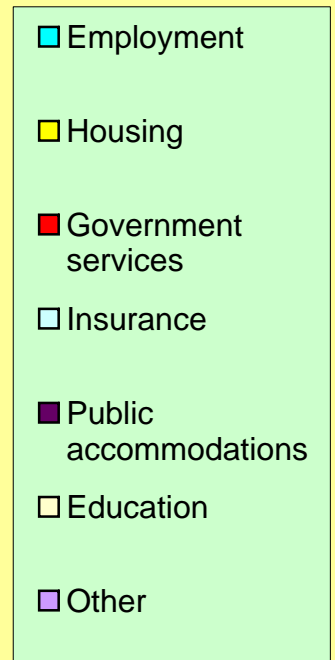 Employment
Housing
Government
services
Insurance
Public
accommodations
Education
Other